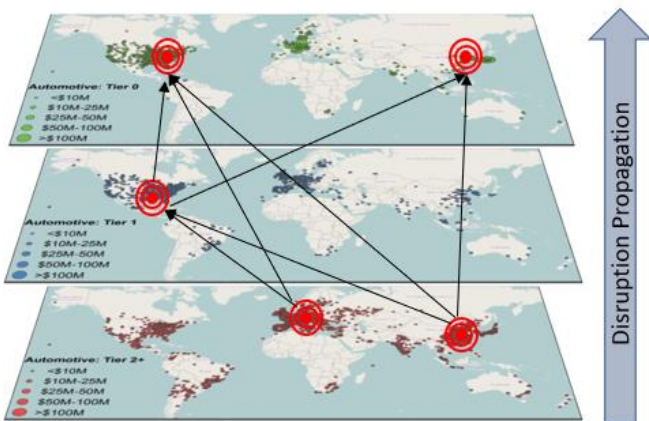 Automotive: Tier 0
<$10M
$10M-25M
$25M-50M
$50M-100M
>$100M
Automotive: Tier 1
<$10M
$10M-25M
$25M-50M
$50M-100M
>$100M
Automotive: Tier 2+
<$10M
$10M-25M
$25M-50M
$50M-100M
>$100M
Disruption Propagation